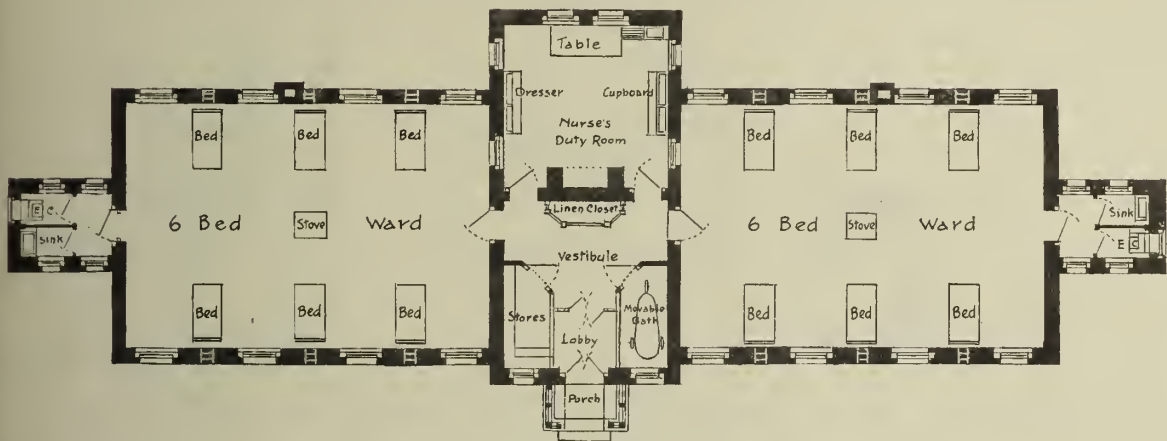 Table
Dresser
Cupboard
Nurse's
Duty Room
Bed
Bed
Bed
Bed
Bed
Bed
E C
Sink
6 Bed
Stove
Ward
Linen Closet
6 Bed
Stove
Ward
Sink
E C
Vestibule
Bed
Bed
Bed
Stores
Lobby
Movable
Bath
Bed
Bed
Bed
Porch